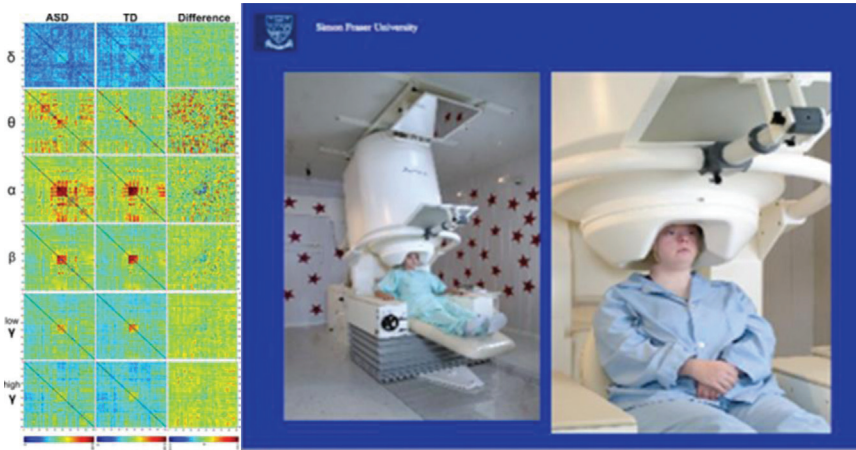 ASD TD Difference
Simon Fraser University
δ
θ
α
β
low
γ
high
γ